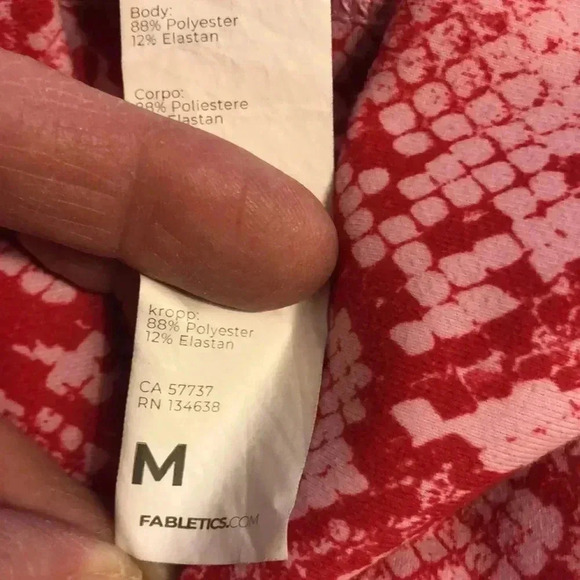 Body:
88% Polyester
12% Elastan
Corpo:
88% Poliestere
Elastan
kropp:
88% Polyester
12% Elastan
CA 57737
RN 134638
M
FABLETICS.COM